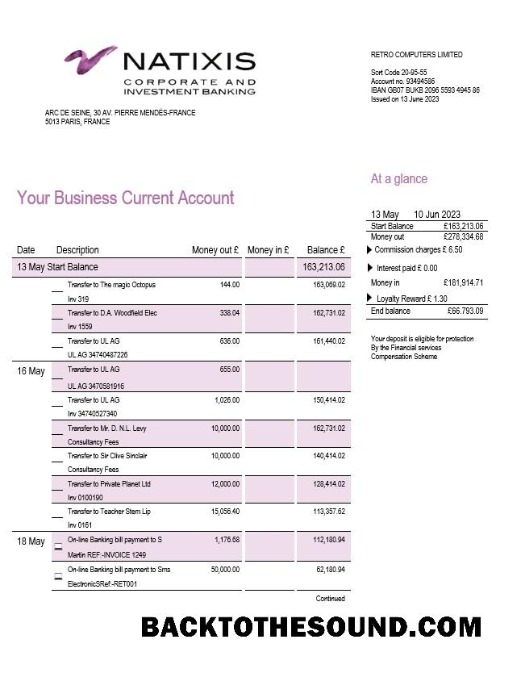 NATIXIS
CORPORATE AND
INVESTMENT BANKING
ARC DE SEINE, 30 AV. PIERRE MENDÈS-FRANCE
5013 PARIS, FRANCE
RETRO COMPUTERS LIMITED
Sort Code 20-95-55
Account no. 93494586
IBAN GB07 BUKB 2096 5593 4945 86
Issued on 13 June 2023
At a glance
13 May 10 Jun 2023
Start Balance £163,213.06
Money out £278,334.68
Commission charges £ 6.50
Interest paid £ 0.00
Money in £181,914.71
Loyalty Reward £ 1.30
End balance £66.793.09
Your deposit is eligible for protection
By the Financial services
Compensation Scheme
Your Business Current Account
Date Description Money out £ Money in £ Balance £
13 May Start Balance 163,213.06
Transfer to The magic Octopus 144.00 163,069.02
Inv 319
Transfer to D.A. Woodfield Elec 338.04 162,731.02
Inv 1559
Transfer to UL AG 636.00 161,440.02
UL AG 34740487226
16 May Transfer to UL AG 655.00
UL AG 3470581916
Transfer to UL AG 1,026.00 150,414.02
Inv 34740527340
Transfer to Mr. D. N.L. Levy 10,000.00 162,731.02
Consultancy Fees
Transfer to Sir Clive Sinclair 10,000.00 140,414.02
Consultancy Fees
Transfer to Private Planet Ltd 12,000.00 128,414.02
Inv 0100190
Transfer to Teacher Stem Lip 15,056.40 113,357.62
Inv 0161
18 May On-line Banking bill payment to S 1,176.68 112,180.94
Martin REF:-INVOICE 1249
On-line Banking bill payment to Sms 50,000.00 62,180.94
ElectronicSRef:-RET001
Continued
BACKTOTHESOUND.COM